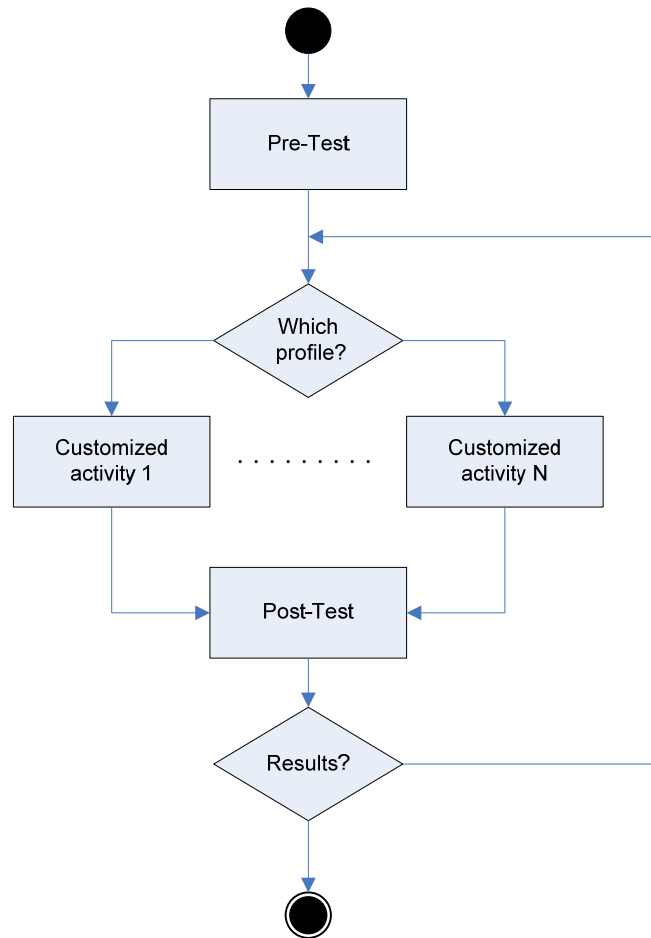 Pre-Test
Which
profile?
Customized
activity 1
. . . . . . . . .
Customized
activity N
Post-Test
Results?